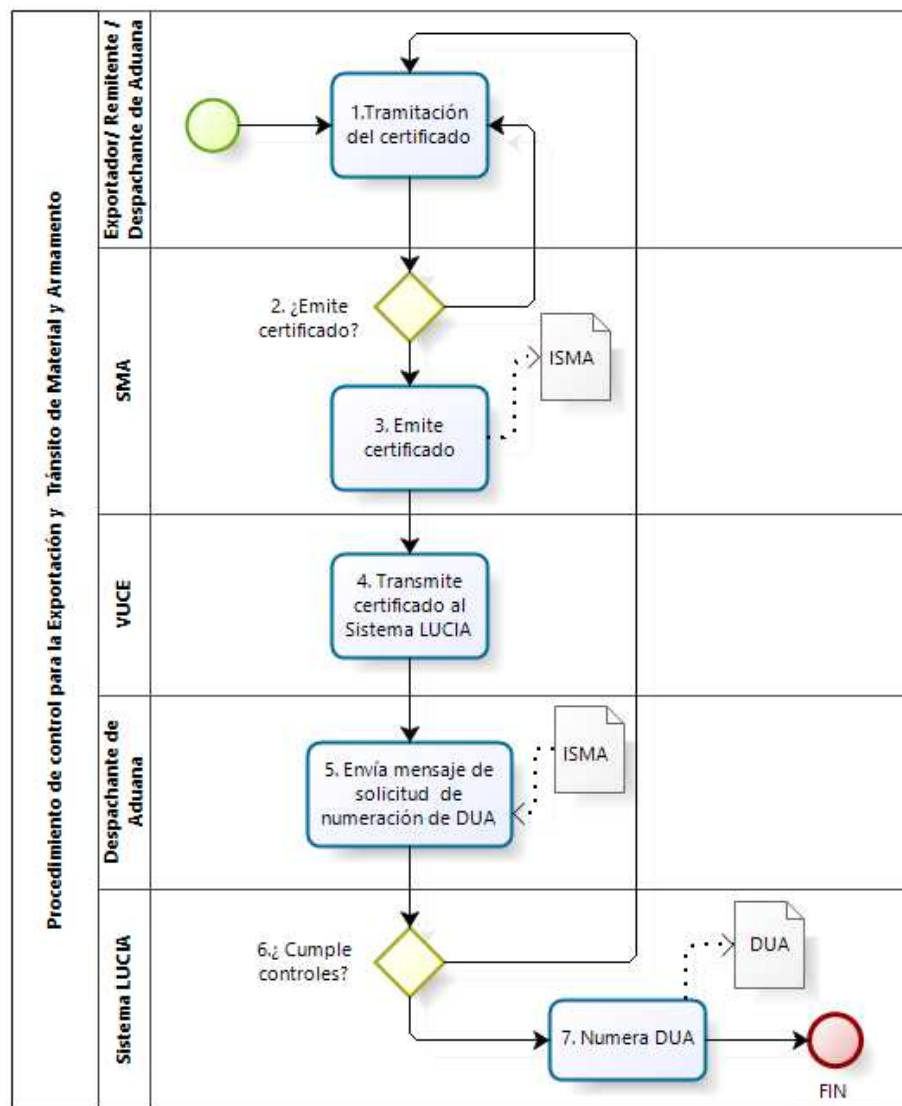 Procedimiento de control para la Exportación y Tránsito de Material y Armamento
Exportador/ Remitente /
Despachante de Aduana
1.Tramitación
del certificado
SMA
2. ¿Emite
certificado?
ISMA
3. Emite
certificado
VUCE
4. Transmite
certificado al
Sistema LUCIA
Despachante de
Aduana
5. Envía mensaje de
solicitud de
numeración de DUA
ISMA
Sistema LUCIA
6.¿ Cumple
controles?
DUA
7. Numera DUA
FIN